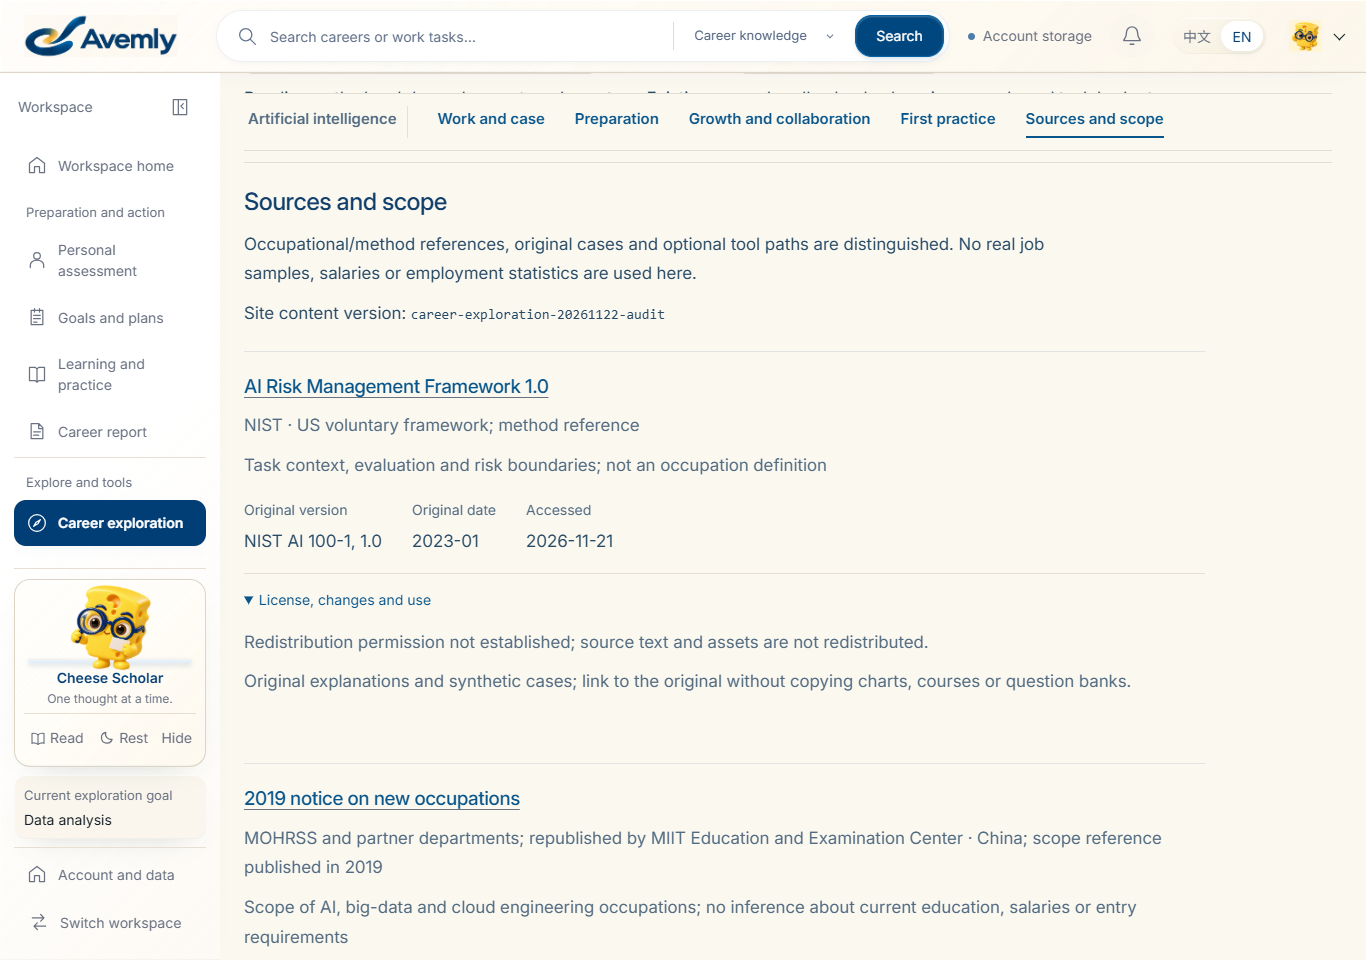 Avemly
Search careers or work tasks...
Career knowledge
Search
Account storage
中文
EN
Workspace
Workspace home
Preparation and action
Personal
assessment
Goals and plans
Learning and
practice
Career report
Explore and tools
Career exploration
Cheese Scholar
One thought at a time.
Read
Rest
Hide
Current exploration goal
Data analysis
Account and data
Switch workspace
Artificial intelligence
Work and case
Preparation
Growth and collaboration
First practice
Sources and scope
Sources and scope
Occupational/method references, original cases and optional tool paths are distinguished. No real job
samples, salaries or employment statistics are used here.
Site content version: career-exploration-20261122-audit
AI Risk Management Framework 1.0
NIST · US voluntary framework; method reference
Task context, evaluation and risk boundaries; not an occupation definition
Original version Original date Accessed
NIST AI 100-1, 1.0 2023-01 2026-11-21
▼ License, changes and use
Redistribution permission not established; source text and assets are not redistributed.
Original explanations and synthetic cases; link to the original without copying charts, courses or question banks.
2019 notice on new occupations
MOHRSS and partner departments; republished by MIIT Education and Examination Center · China; scope reference
published in 2019
Scope of AI, big-data and cloud engineering occupations; no inference about current education, salaries or entry
requirements